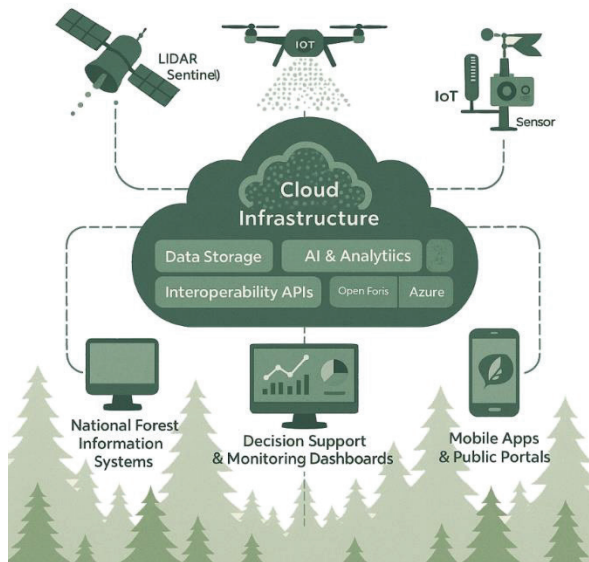 LIDAR
Sentinel)
IOT
IoT
Sensor
Cloud
Infrastructure
Data Storage
AI & Analytiics
Interoperability APIs
Open Foris
Azure
National Forest
Information
Systems
Decision Support
& Monitoring Dashboards
Mobile Apps
& Public Portals